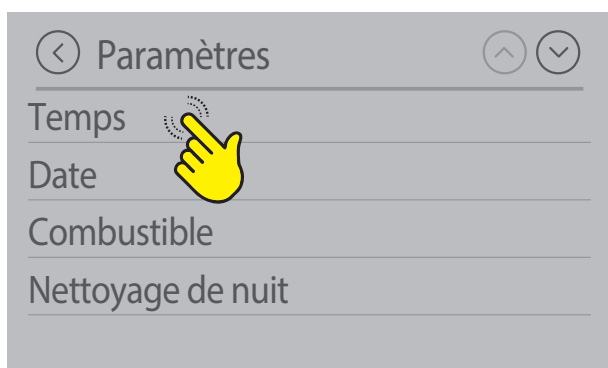 Paramètres
Temps
Date
Combustible
Nettoyage de nuit